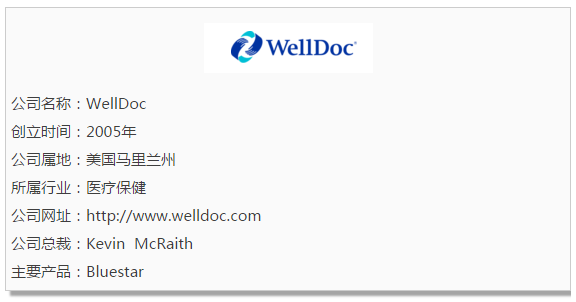 WellDoc®
公司名称：WellDoc
创立时间：2005年
公司属地：美国马里兰州
所属行业：医疗保健
公司网址：http://www.welldoc.com
公司总裁：Kevin  McRaith
主要产品：Bluestar